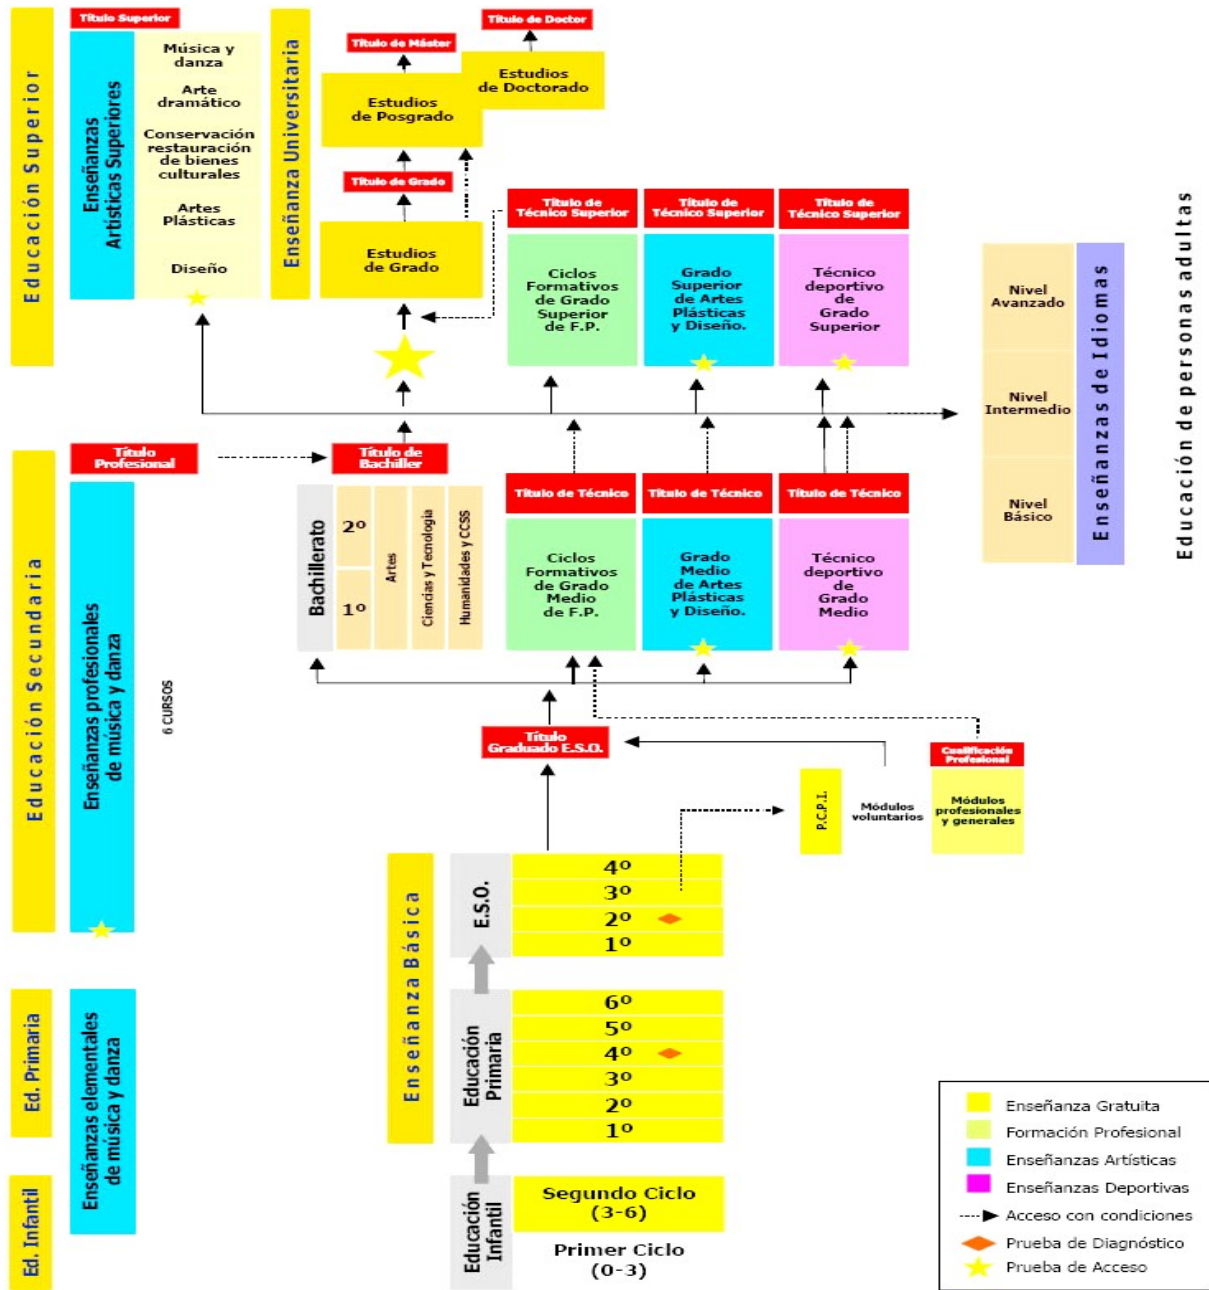 Educación Superior
Título Superior
Enseñanzas
Artísticas Superiores
Música y
danza
Arte
dramático
Conservación
restauración
de bienes
culturales
Artes
Plásticas
Diseño
Enseñanza Universitaria
Título de Máster
Título de Doctor
Estudios
de Posgrado
Estudios
de Doctorado
Título de Grado
Estudios
de Grado
Título de
Técnico Superior
Título de
Técnico Superior
Título de
Técnico Superior
Ciclos
Formativos
de Grado
Superior
de F.P.
Grado
Superior
de Artes
Plásticas
y Diseño.
Técnico
deportivo
de
Grado
Superior
Nivel
Avanzado
Nivel
Intermedio
Nivel
Básico
Enseñanzas de Idiomas
Educación de personas adultas
Educación Secundaria
Título
Profesional
Enseñanzas profesionales
de música y danza
6 CURSOS
Título de
Bachiller
Bachillerato
2º
1º
Artes
Ciencias y Tecnología
Humanidades y CCSS
Título de Técnico
Título de Técnico
Título de Técnico
Ciclos
Formativos
de Grado
Medio
de F.P.
Grado
Medio
de Artes
Plásticas
y Diseño.
Técnico
deportivo
de
Grado
Medio
Título
Graduado E.S.O.
Cualificación
Profesional
P.C.P.I.
Módulos
voluntarios
Módulos
profesionales
y generales
Enseñanza Básica
E.S.O.
4º
3º
2º
1º
Ed. Primaria
Enseñanzas elementales
de música y danza
Educación
Primaria
6º
5º
4º
3º
2º
1º
Ed. Infantil
Educación
Infantil
Segundo Ciclo
(3-6)
Primer Ciclo
(0-3)
Enseñanza Gratuita
Formación Profesional
Enseñanzas Artísticas
Enseñanzas Deportivas
Acceso con condiciones
Prueba de Diagnóstico
Prueba de Acceso